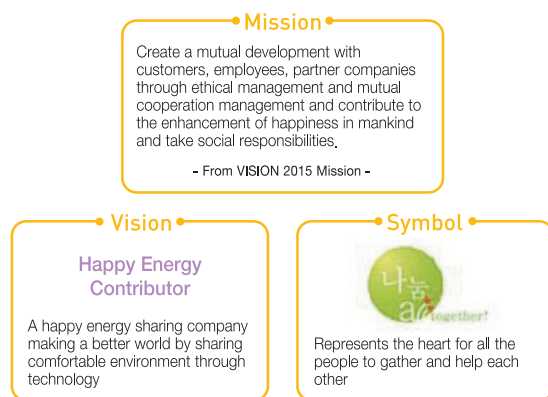 Mission
Create a mutual development with
customers, employees, partner companies
through ethical management and mutual
cooperation management and contribute to
the enhancement of happiness in mankind
and take social responsibilities.
- From VISION 2015 Mission -
Vision
Happy Energy
Contributor
A happy energy sharing company
making a better world by sharing
comfortable environment through
technology
Symbol
나눔
all
together!
Represents the heart for all the
people to gather and help each
other